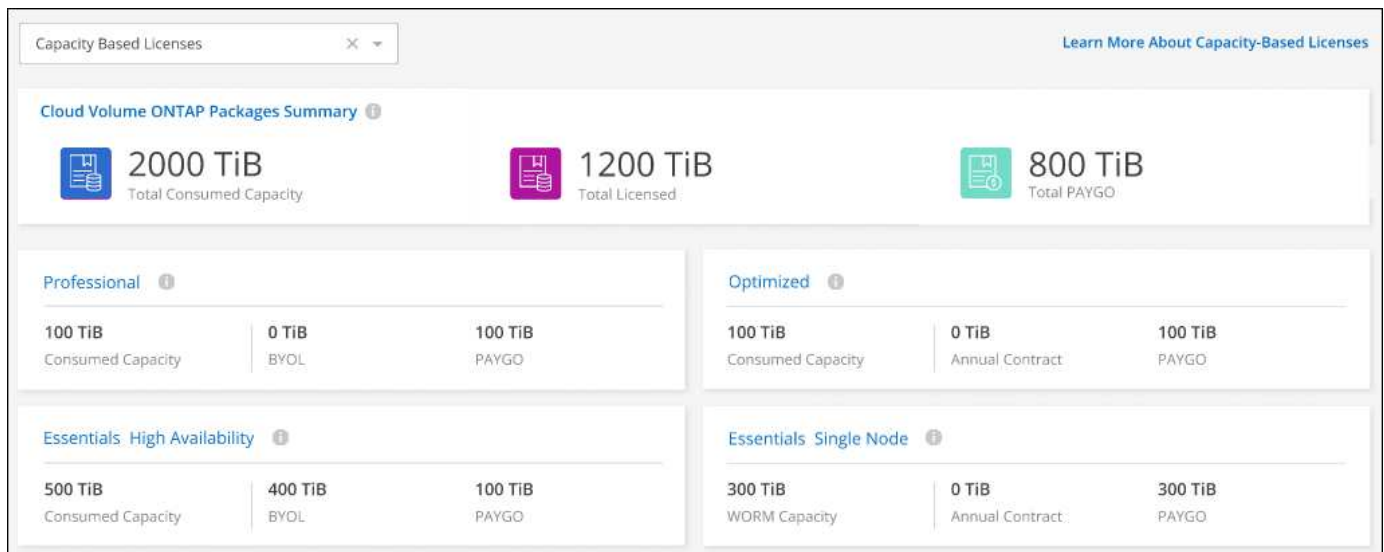 Capacity Based Licenses
Learn More About Capacity-Based Licenses
Cloud Volume ONTAP Packages Summary
2000 TiB
Total Consumed Capacity
1200 TiB
Total Licensed
800 TiB
Total PAYGO
Professional
100 TiB
Consumed Capacity
0 TiB
BYOL
100 TiB
PAYGO
Optimized
100 TiB
Consumed Capacity
0 TiB
Annual Contract
100 TiB
PAYGO
Essentials High Availability
500 TiB
Consumed Capacity
400 TiB
BYOL
100 TiB
PAYGO
Essentials Single Node
300 TiB
WORM Capacity
0 TiB
Annual Contract
300 TiB
PAYGO